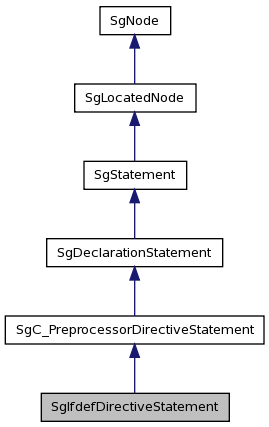 SgNode
SgLocatedNode
SgStatement
SgDeclarationStatement
SgC_PreprocessorDirectiveStatement
SgIfdefDirectiveStatement